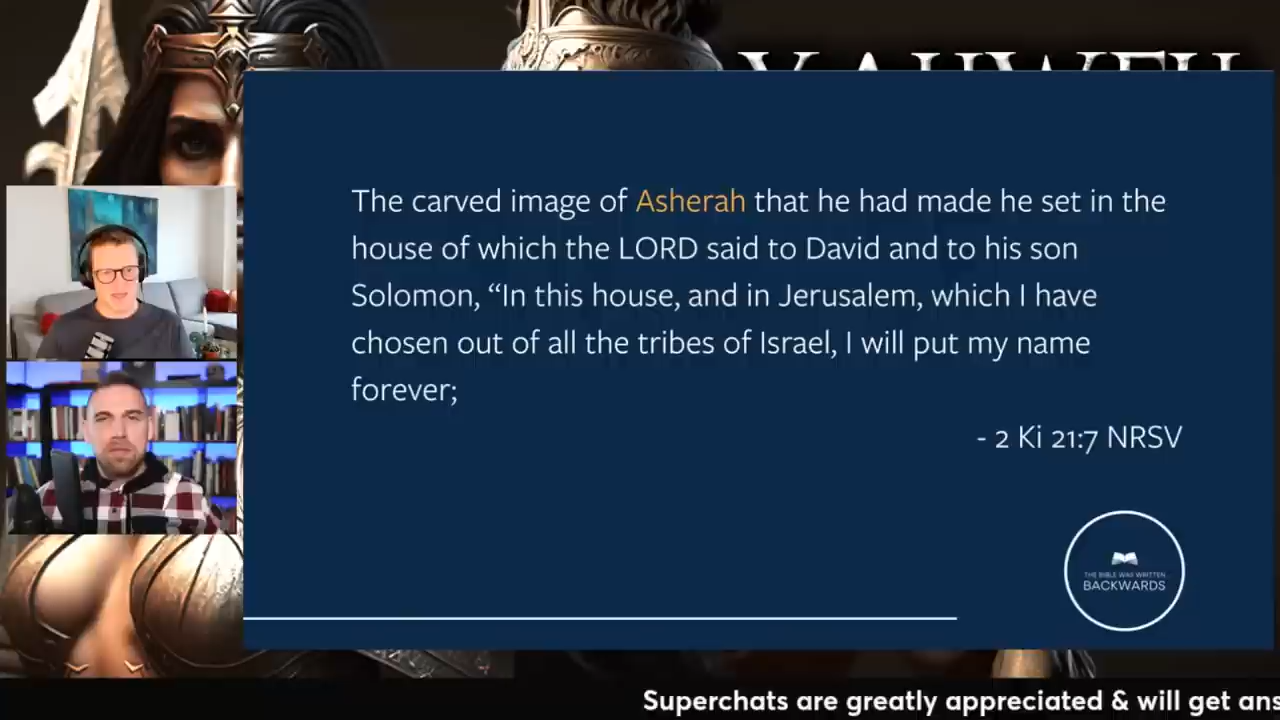 YAHWEH
The carved image of Asherah that he had made he set in the
house of which the LORD said to David and to his son
Solomon, “In this house, and in Jerusalem, which I have
chosen out of all the tribes of Israel, I will put my name
forever;
- 2 Ki 21:7 NRSV
THE BIBLE WAS WRITTEN
BACKWARDS
Superchats are greatly appreciated & will get ans